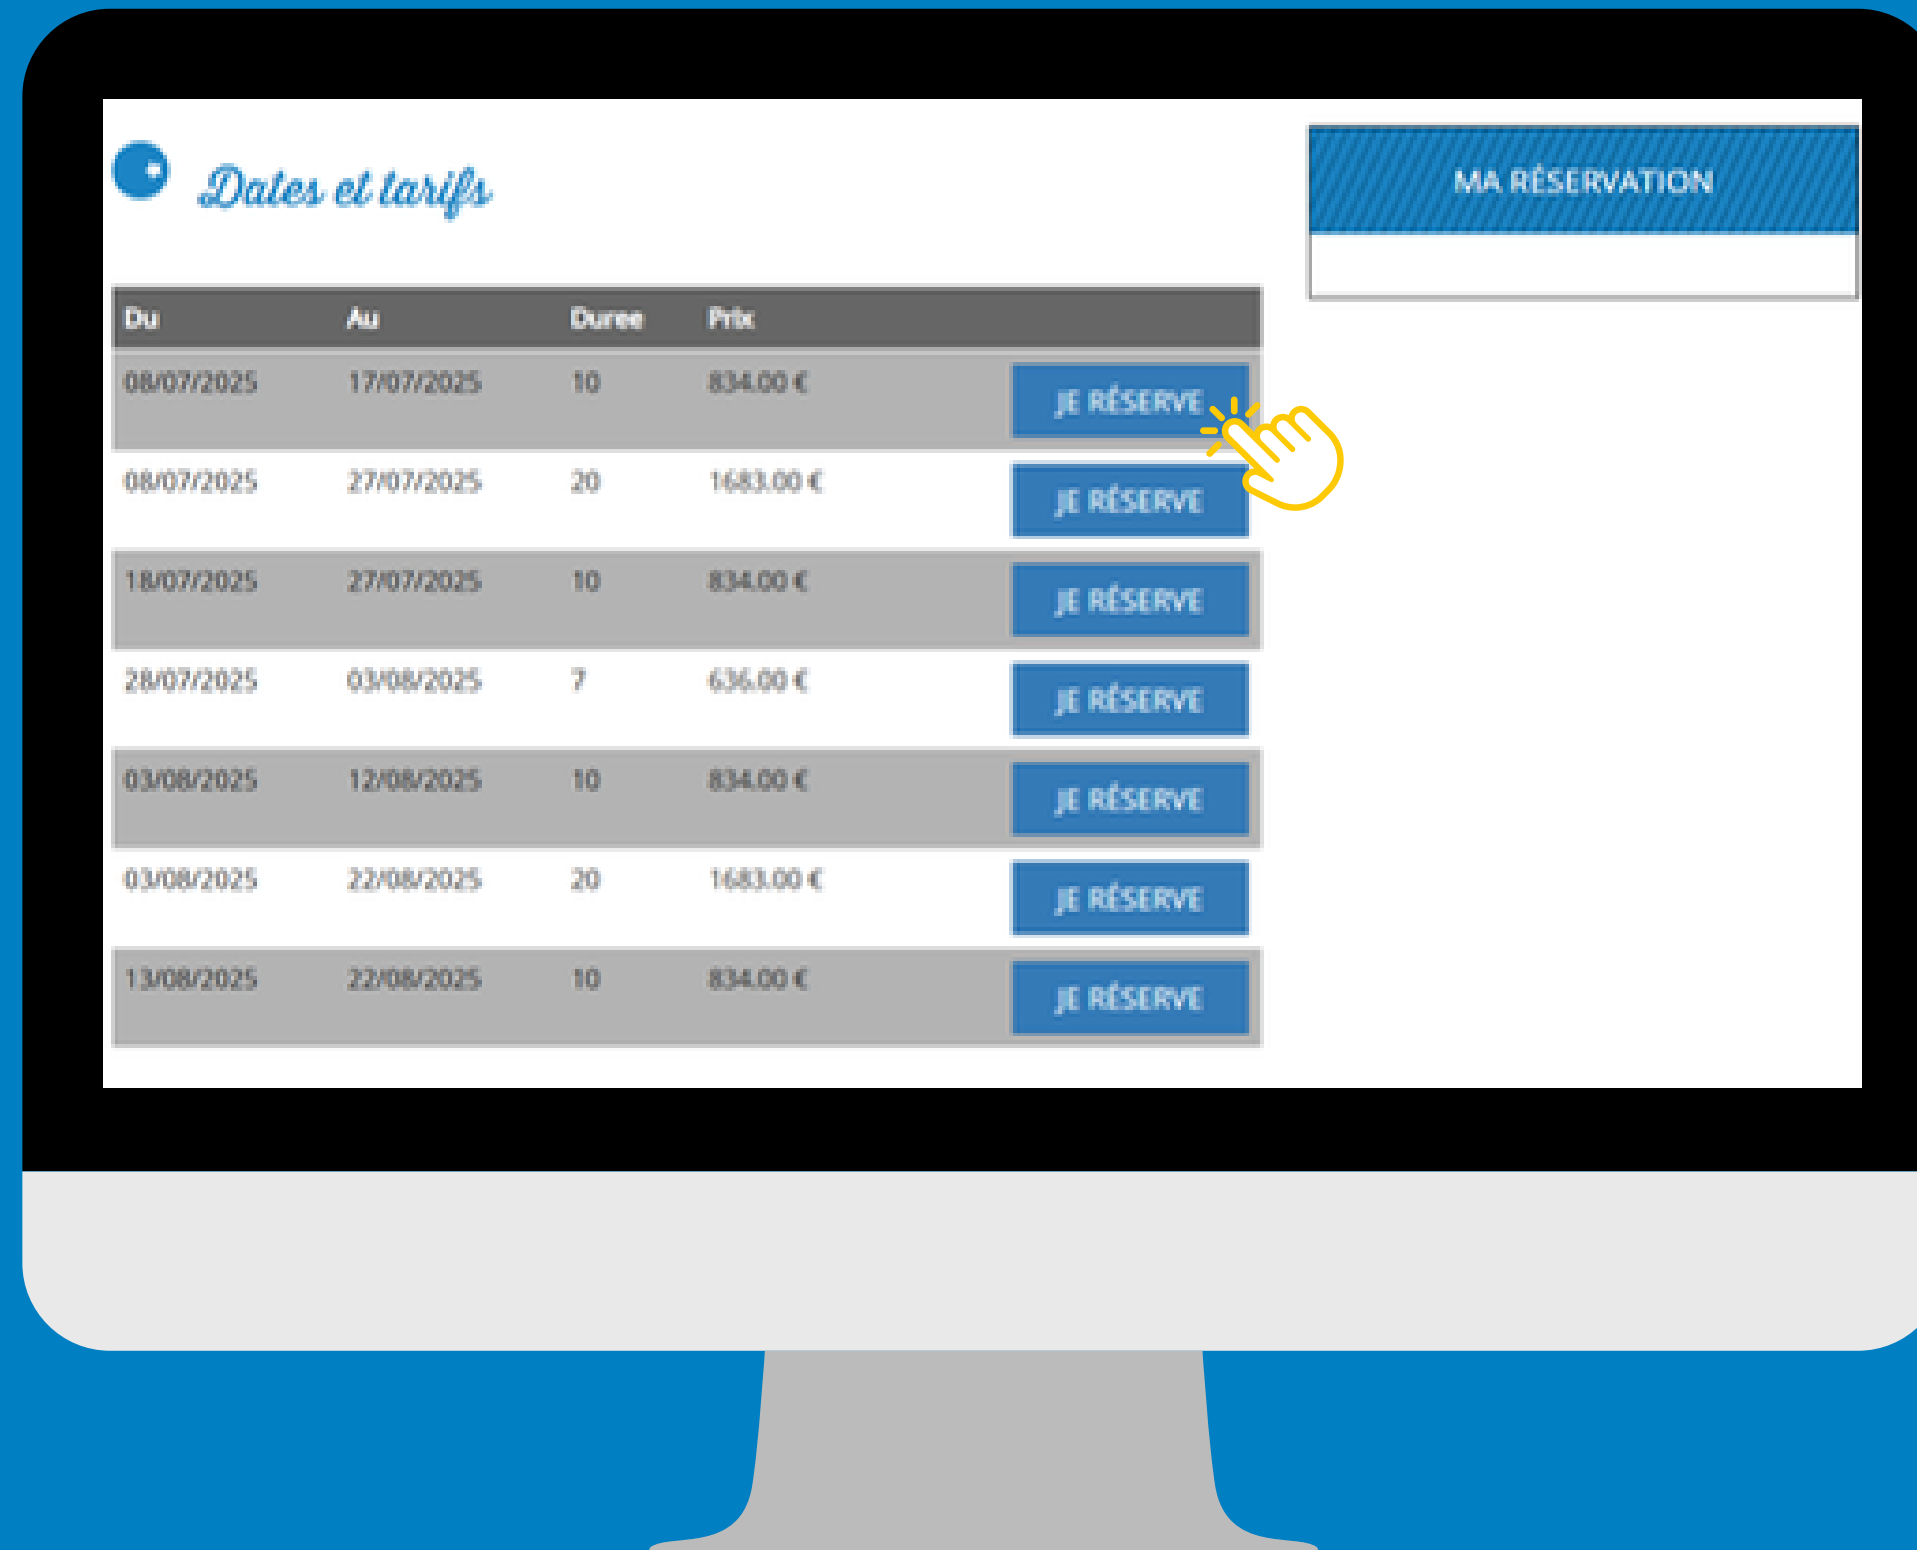 Dates et tarifs
MA RÉSERVATION
Du Au Duree Prix
08/07/2025 17/07/2025 10 834.00 € JE RÉSERVE
08/07/2025 27/07/2025 20 1683.00 € JE RÉSERVE
18/07/2025 27/07/2025 10 834.00 € JE RÉSERVE
28/07/2025 03/08/2025 7 636.00 € JE RÉSERVE
03/08/2025 12/08/2025 10 834.00 € JE RÉSERVE
03/08/2025 22/08/2025 20 1683.00 € JE RÉSERVE
13/08/2025 22/08/2025 10 834.00 € JE RÉSERVE